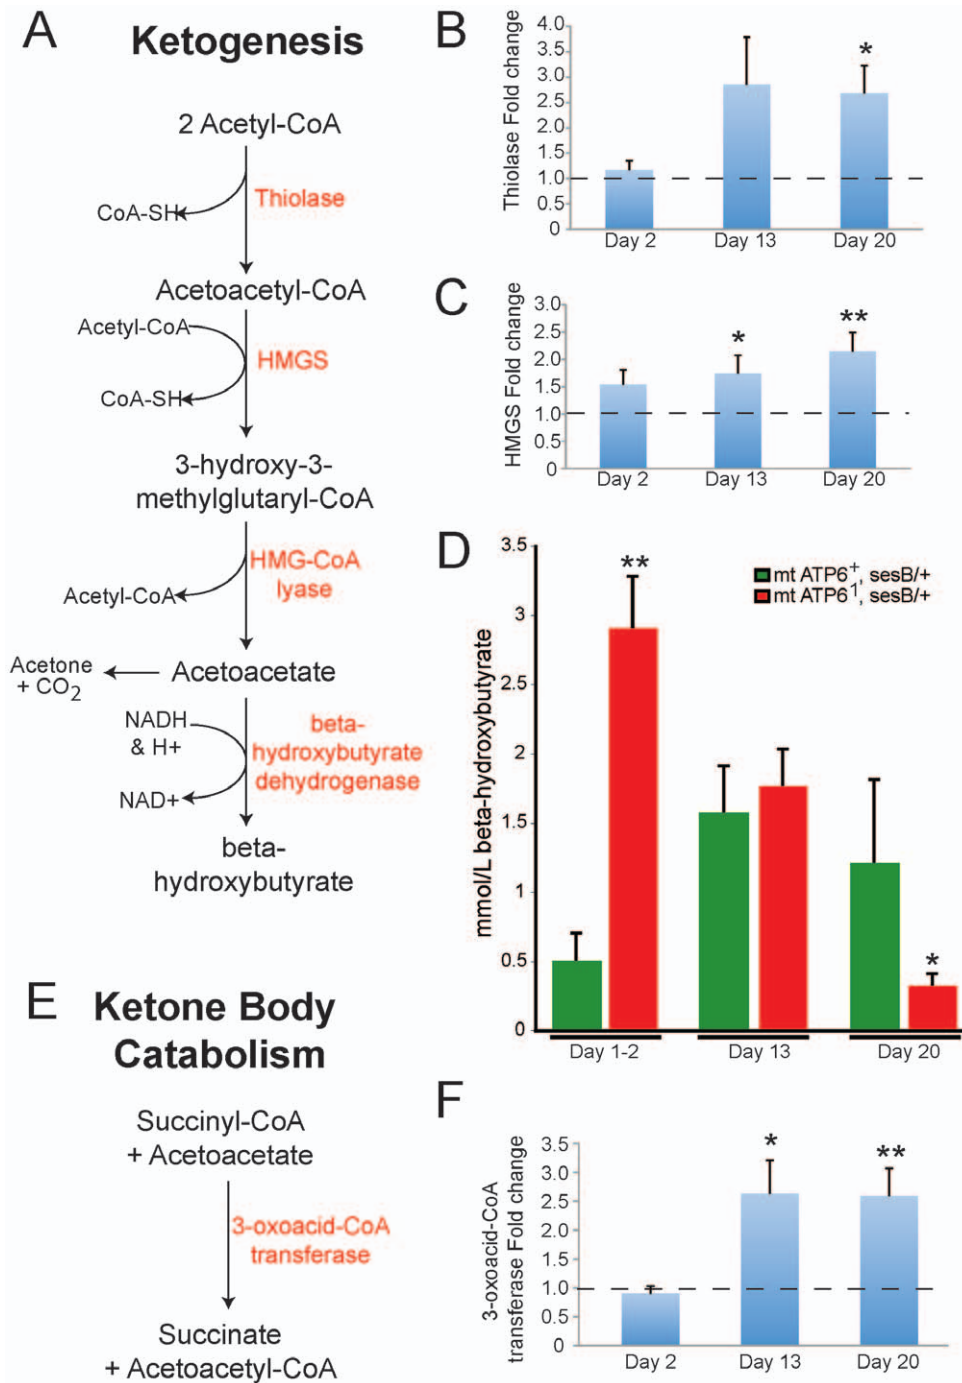 A
Ketogenesis
2 Acetyl-CoA
Thiolase
CoA-SH
Acetoacetyl-CoA
Acetyl-CoA
HMGS
CoA-SH
3-hydroxy-3-
methylglutaryl-CoA
HMG-CoA
lyase
Acetyl-CoA
Acetone
+ CO2
Acetoacetate
NADH
& H+
beta-
hydroxybutyrate
dehydrogenase
NAD+
beta-
hydroxybutyrate
B
Thiolase Fold change
4.0
3.5
3.0
2.5
2.0
1.5
1.0
0.5
0
*
Day 2 Day 13 Day 20
C
HMGS Fold change
3.0
2.5
2.0
1.5
1.0
0.5
0
* **
Day 2 Day 13 Day 20
D
mmol/L beta-hydroxybutyrate
3.5
3
2.5
2
1.5
1
0.5
0
**
*
mt ATP6+, sesB/+
mt ATP61, sesB/+
Day 1-2 Day 13 Day 20
E
Ketone Body
Catabolism
Succinyl-CoA
+ Acetoacetate
3-oxoacid-CoA
transferase
Succinate
+ Acetoacetyl-CoA
F
3-oxoacid-CoA
transferase Fold change
3.5
3.0
2.5
2.0
1.5
1.0
0.5
0
* **
Day 2 Day 13 Day 20